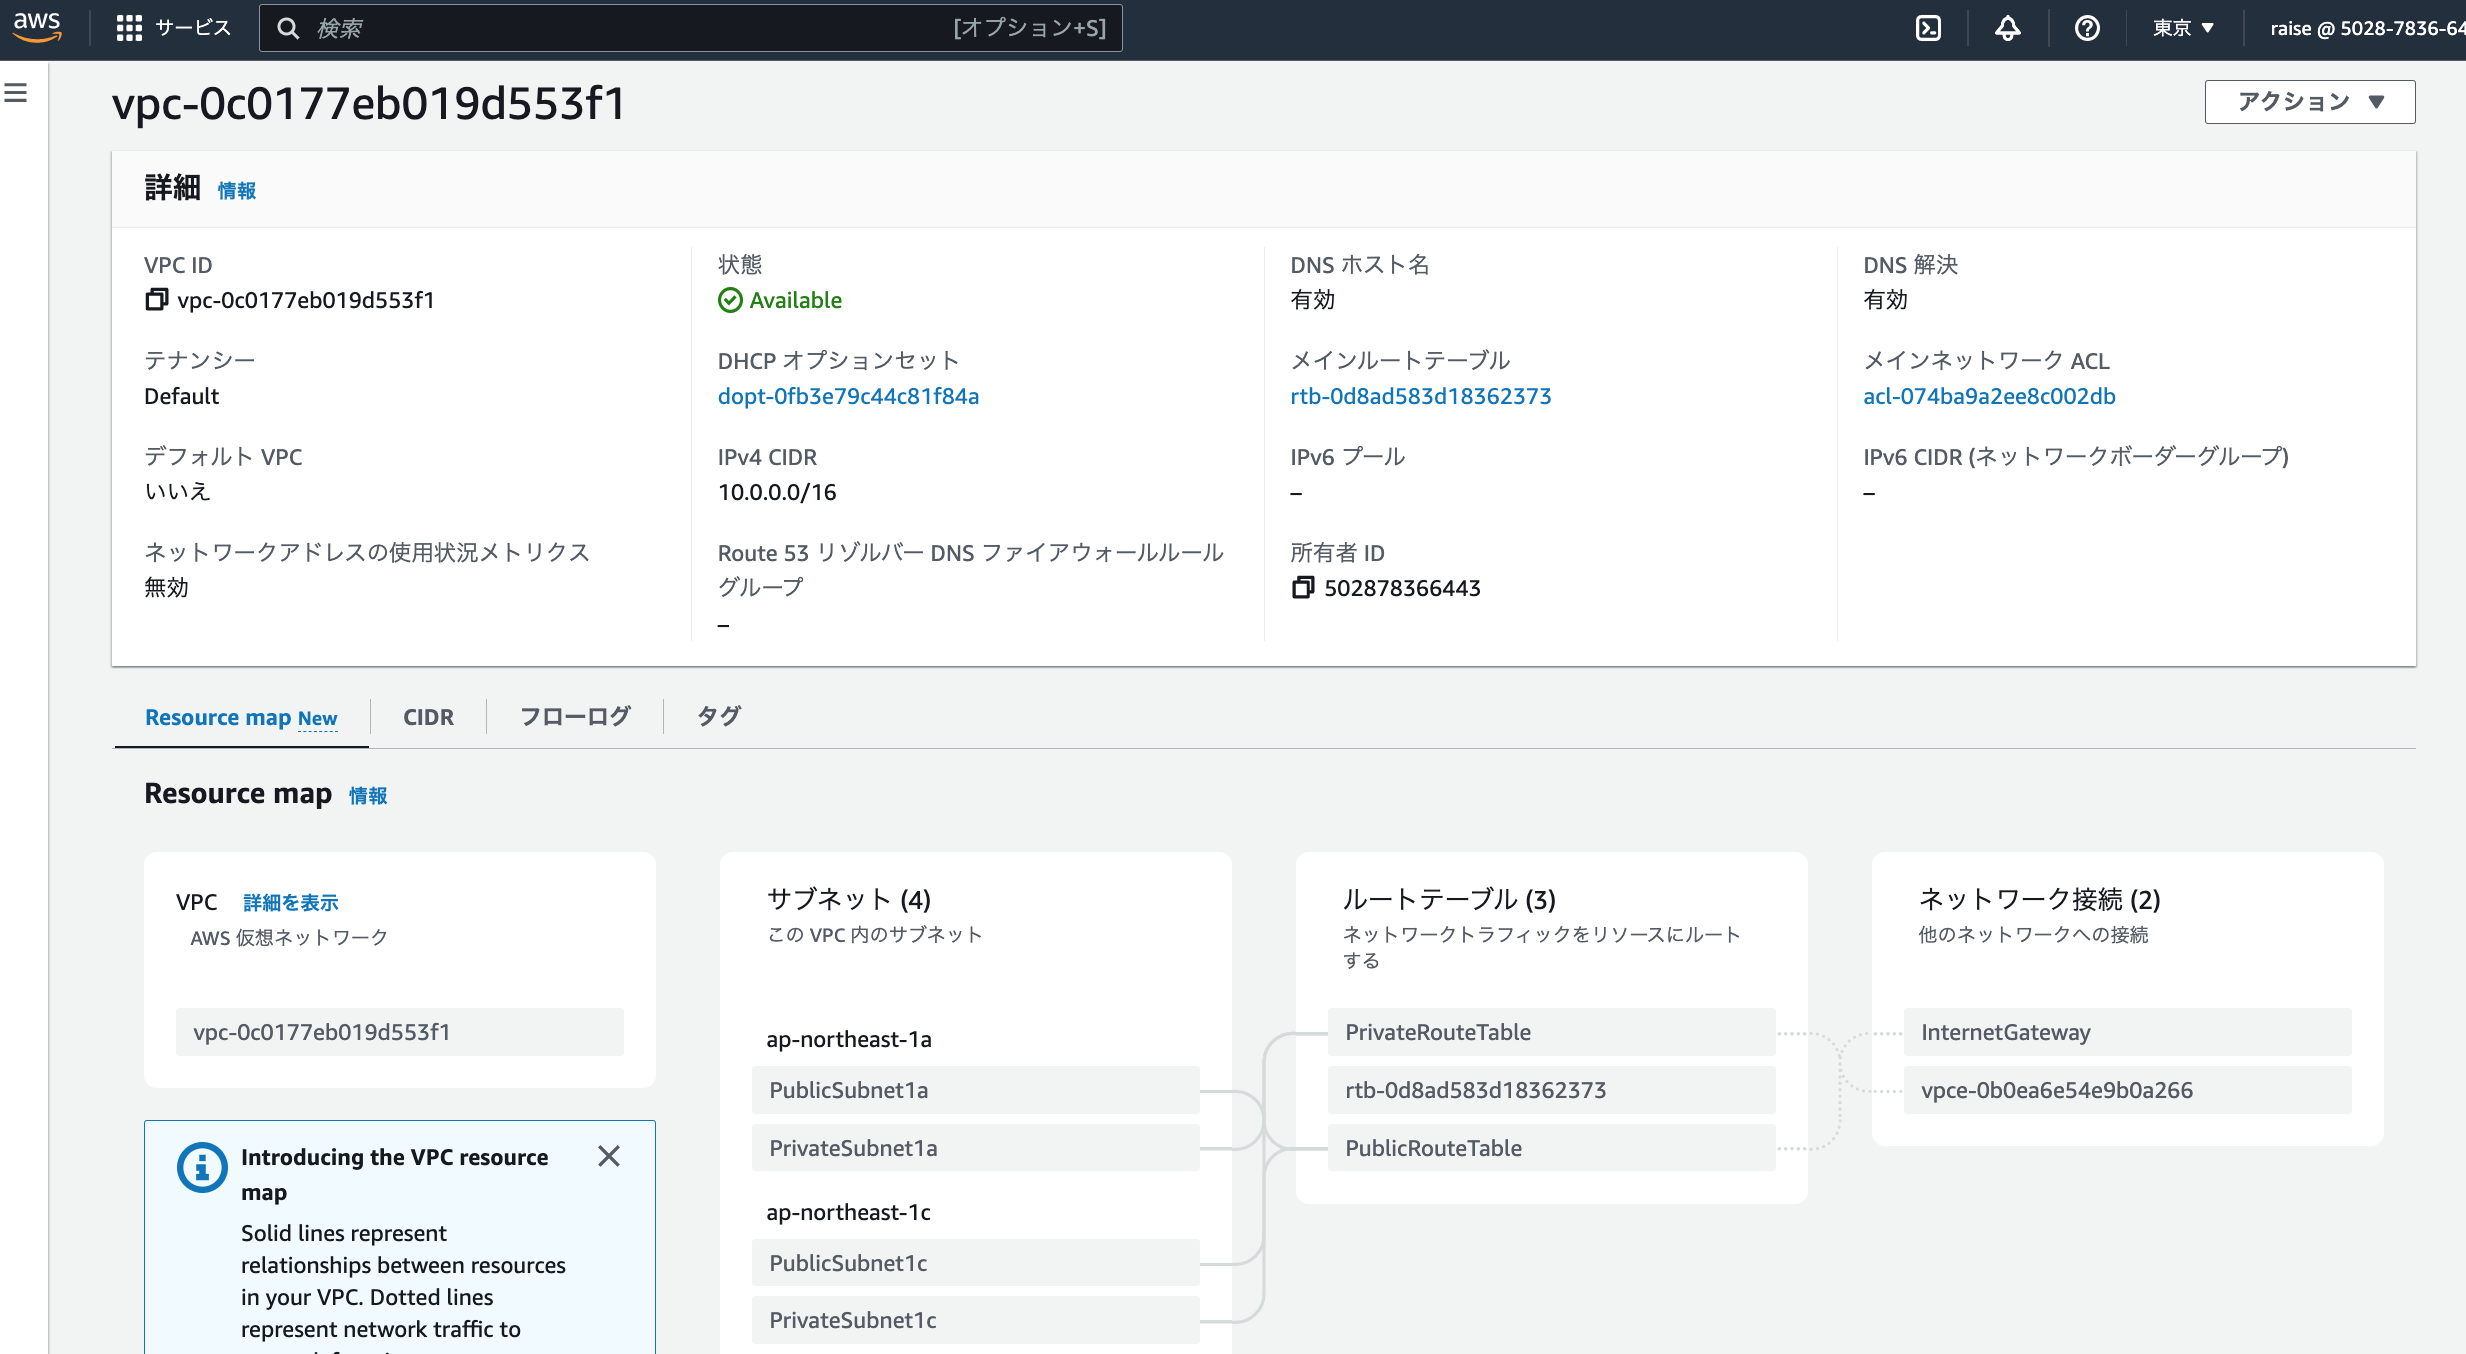 aws
サービス
検索
[オプション+S]
東京 ▼
raise @ 5028-7836-64
vpc-0c0177eb019d553f1
アクション ▼
詳細 情報
VPC ID
vpc-0c0177eb019d553f1
状態
Available
DNS ホスト名
有効
DNS 解決
有効
テナンシー
Default
DHCP オプションセット
dopt-0fb3e79c44c81f84a
メインルートテーブル
rtb-0d8ad583d18362373
メインネットワーク ACL
acl-074ba9a2ee8c002db
デフォルト VPC
いいえ
IPv4 CIDR
10.0.0.0/16
IPv6 プール
–
IPv6 CIDR (ネットワークボーダーグループ)
–
ネットワークアドレスの使用状況メトリクス
無効
Route 53 リゾルバー DNS ファイアウォールルール
グループ
–
所有者 ID
502878366443
Resource map New
CIDR
フローログ
タグ
Resource map 情報
VPC 詳細を表示
AWS 仮想ネットワーク
vpc-0c0177eb019d553f1
Introducing the VPC resource
map
Solid lines represent
relationships between resources
in your VPC. Dotted lines
represent network traffic to
サブネット (4)
この VPC 内のサブネット
ap-northeast-1a
PublicSubnet1a
PrivateSubnet1a
ap-northeast-1c
PublicSubnet1c
PrivateSubnet1c
ルートテーブル (3)
ネットワークトラフィックをリソースにルート
する
PrivateRouteTable
rtb-0d8ad583d18362373
PublicRouteTable
ネットワーク接続 (2)
他のネットワークへの接続
InternetGateway
vpce-0b0ea6e54e9b0a266